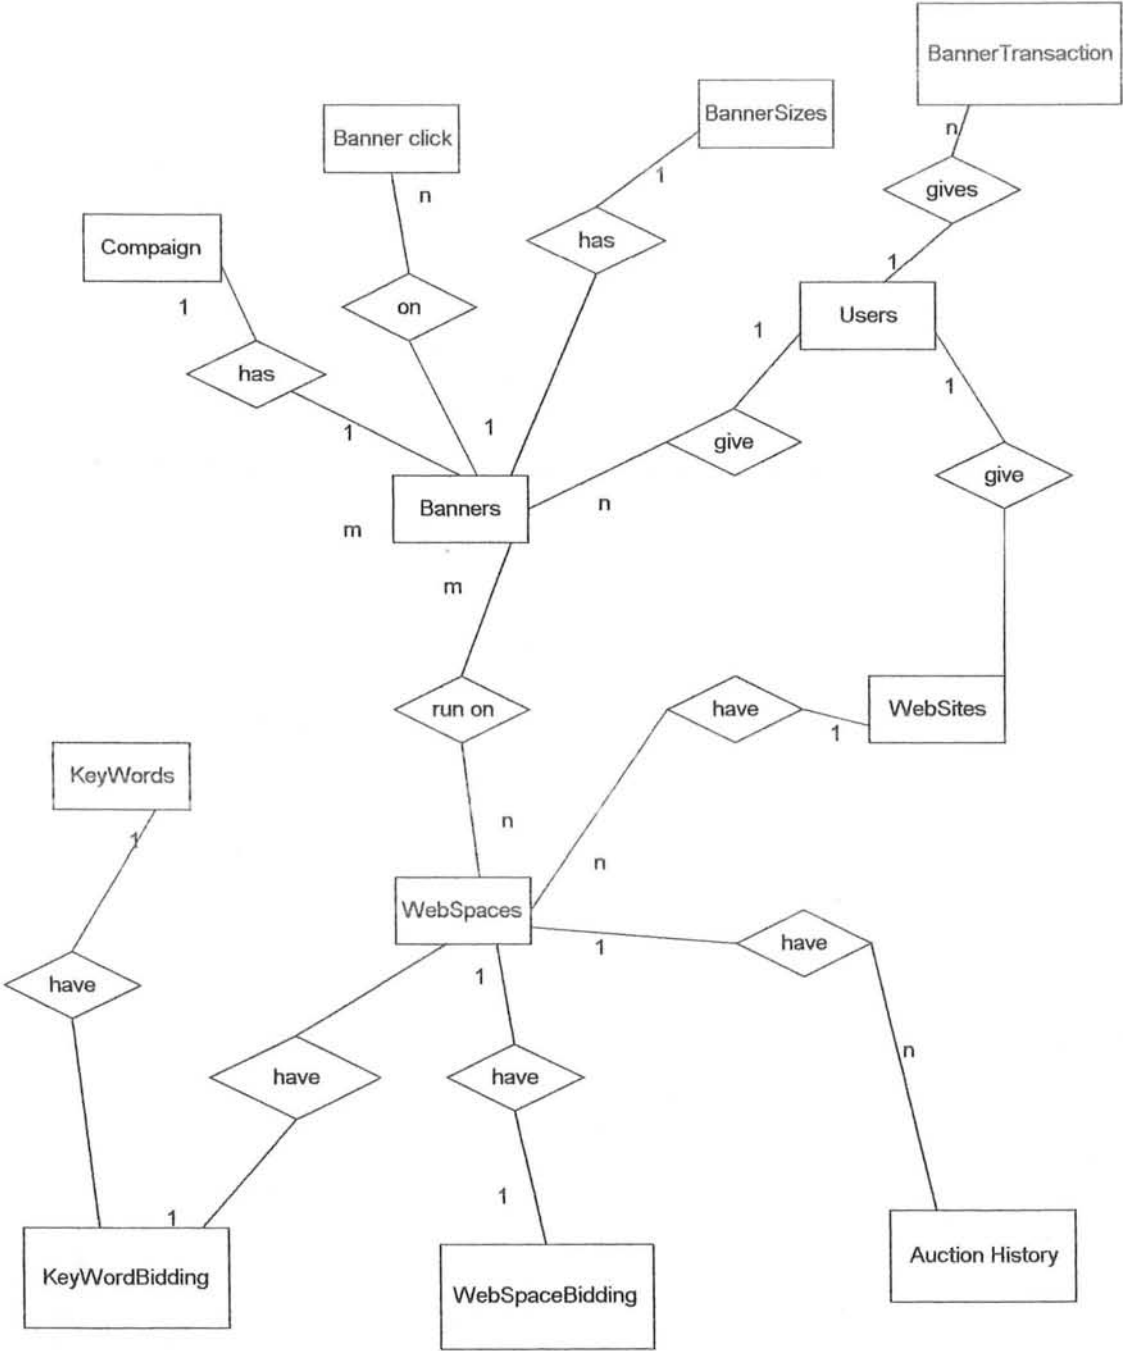 BannerTransaction
BannerSizes
Banner click
n
1
n
gives
has
Compaign
1
1
on
Users
1
has
1
1
1
give
give
Banners
n
m
m
run on
have
WebSites
1
KeyWords
1
n
n
WebSpaces
have
1
1
have
n
have
have
1
1
Auction History
KeyWordBidding
WebSpaceBidding